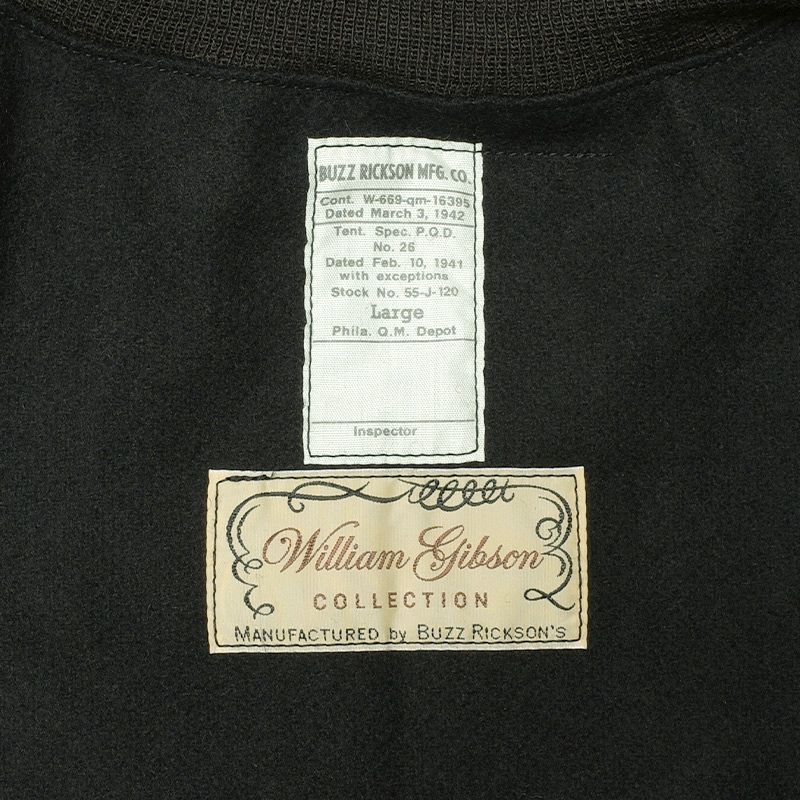 BUZZ RICKSON MFG. CO.
Cont. W-669-qm-16395
Dated March 3, 1942
Tent. Spec. P.Q.D.
No. 26
Dated Feb. 10, 1941
with exceptions
Stock No. 55-J-120
Large
Phila. Q.M. Depot
Inspector
William Gibson
COLLECTION
MANUFACTURED by BUZZ RICKSON'S